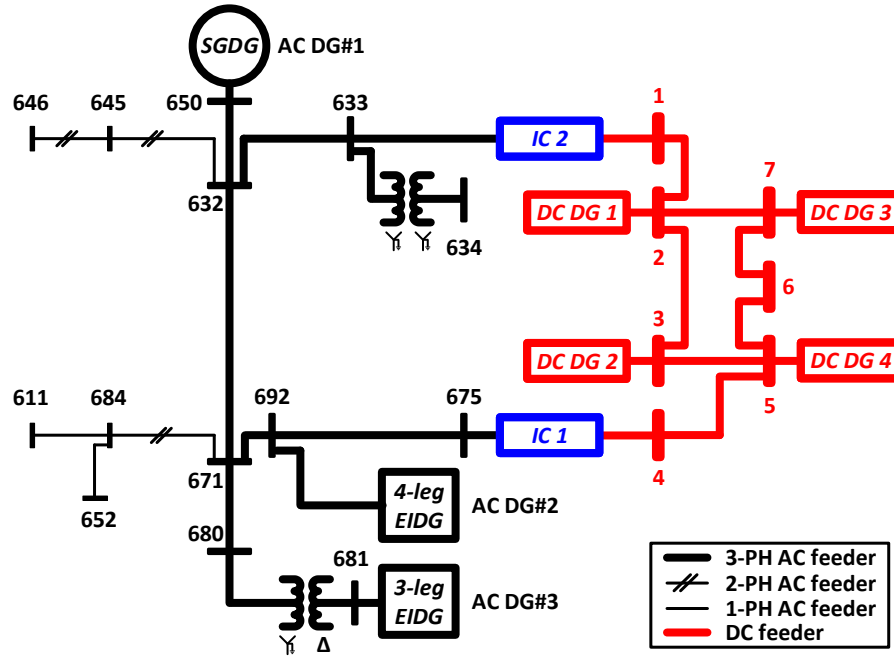 SGDG
AC DG#1
646
645
650
633
IC 2
1
632
634
DC DG 1
2
7
DC DG 3
6
3
DC DG 2
DC DG 4
5
611
684
692
675
IC 1
4
671
652
4-leg
EIDG
AC DG#2
680
681
3-leg
EIDG
AC DG#3
Δ
3-PH AC feeder
2-PH AC feeder
1-PH AC feeder
DC feeder